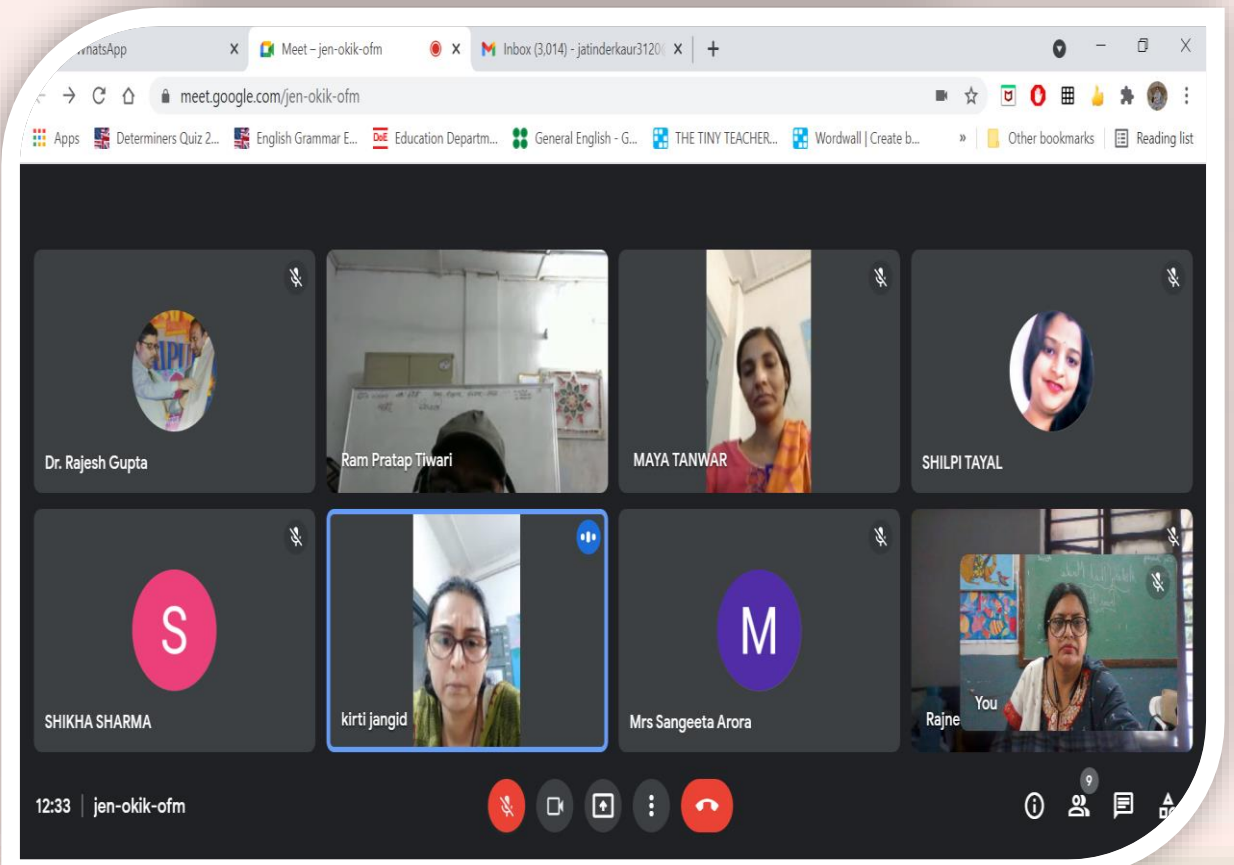 WhatsApp
Meet – jen-okik-ofm
Inbox (3,014) - jatinderkaur3120
meet.google.com/jen-okik-ofm
Apps Determiners Quiz 2... English Grammar E... DoE Education Departm... General English - G... THE TINY TEACHER... Wordwall | Create b... » Other bookmarks Reading list
Dr. Rajesh Gupta
Ram Pratap Tiwari
MAYA TANWAR
SHILPI TAYAL
S
SHIKHA SHARMA
kirti jangid
M
Mrs Sangeeta Arora
Rajne
You
12:33 | jen-okik-ofm
9